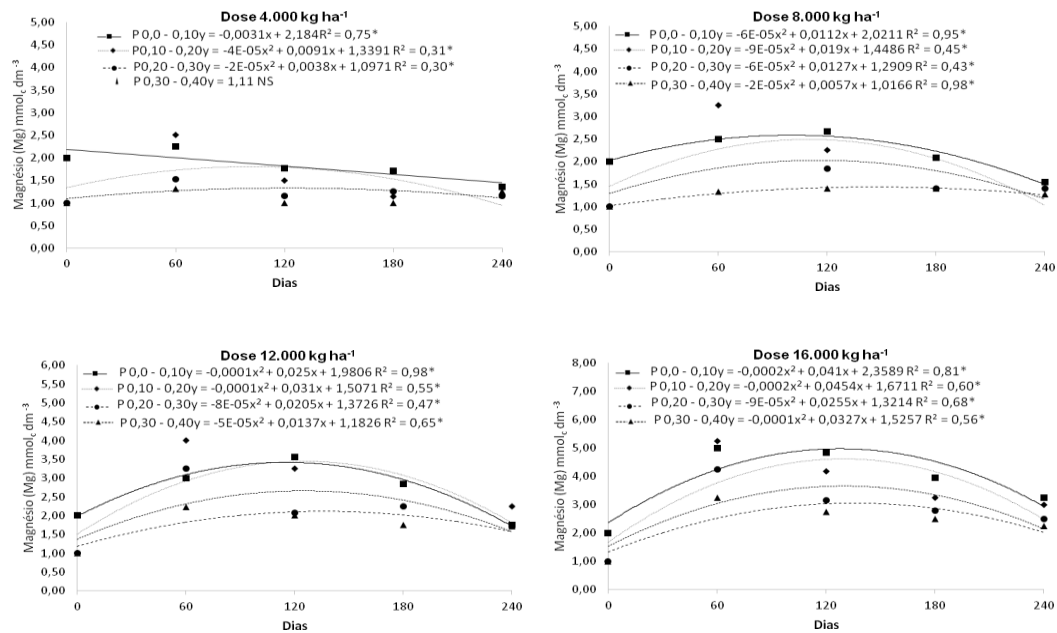 Dose 4.000 kg ha⁻¹
P 0,0 - 0,10y = -0,0031x + 2,184R² = 0,75*
P 0,10 - 0,20y = -4E-05x² + 0,0091x + 1,3391 R² = 0,31*
P 0,20 - 0,30y = -2E-05x² + 0,0038x + 1,0971 R² = 0,30*
P 0,30 - 0,40y = 1,11 NS
Magnésio (Mg) mmol꜀ dm⁻³
5,00
4,50
4,00
3,50
3,00
2,50
2,00
1,50
1,00
0,50
0,00
0 60 120 180 240
Dias
Dose 8.000 kg ha⁻¹
P 0,0 - 0,10y = -6E-05x² + 0,0112x + 2,0211 R² = 0,95*
P 0,10 - 0,20y = -9E-05x² + 0,019x + 1,4486 R² = 0,45*
P 0,20 - 0,30y = -6E-05x² + 0,0127x + 1,2909 R² = 0,43*
P 0,30 - 0,40y = -2E-05x² + 0,0057x + 1,0166 R² = 0,98*
Magnésio (Mg) mmol꜀ dm⁻³
5,00
4,50
4,00
3,50
3,00
2,50
2,00
1,50
1,00
0,50
0,00
0 60 120 180 240
Dias
Dose 12.000 kg ha⁻¹
P 0,0 - 0,10y = -0,0001x² + 0,025x + 1,9806 R² = 0,98*
P 0,10 - 0,20y = -0,0001x² + 0,031x + 1,5071 R² = 0,55*
P 0,20 - 0,30y = -8E-05x² + 0,0205x + 1,3726 R² = 0,47*
P 0,30 - 0,40y = -5E-05x² + 0,0137x + 1,1826 R² = 0,65*
Magnésio (Mg) mmol꜀ dm⁻³
6,00
5,50
5,00
4,50
4,00
3,50
3,00
2,50
2,00
1,50
1,00
0,50
0,00
0 60 120 180 240
Dias
Dose 16.000 kg ha⁻¹
P 0,0 - 0,10y = -0,0002x² + 0,041x + 2,3589 R² = 0,81*
P 0,10 - 0,20y = -0,0002x² + 0,0454x + 1,6711 R² = 0,60*
P 0,20 - 0,30y = -9E-05x² + 0,0255x + 1,3214 R² = 0,68*
P 0,30 - 0,40y = -0,0001x² + 0,0327x + 1,5257 R² = 0,56*
Magnésio (Mg) mmol꜀ dm⁻³
8,00
7,00
6,00
5,00
4,00
3,00
2,00
1,00
0,00
0 60 120 180 240
Dias